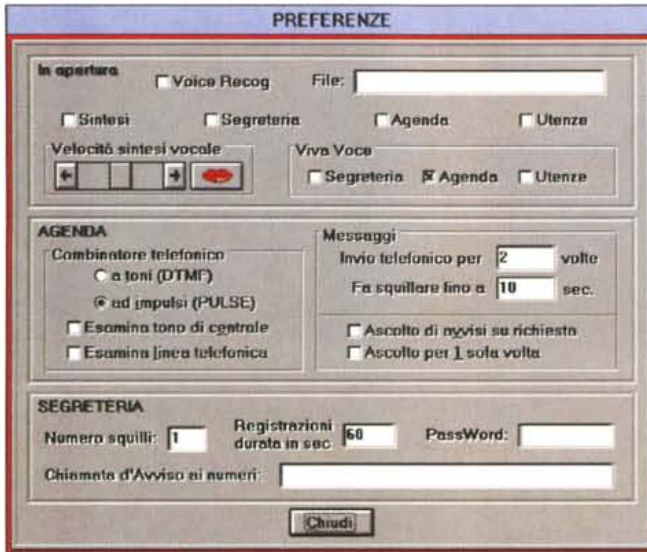 PREFERENZE
In apertura
Voice Recog File:
Sintesi Segreteria Agenda Utenze
Velocità sintesi vocale
Viva Voce
Segreteria Agenda Utenze
AGENDA
Combinatore telefonico
a toni (DTMF)
ad impulsi (PULSE)
Esamina tono di centrale
Esamina linea telefonica
Messaggi
Invio telefonico per 2 volte
Fa squillare fino a 10 sec.
Ascolto di avvisi su richiesta
Ascolto per 1 sola volta
SEGRETERIA
Numero squilli: 1
Registrazioni
durata in sec 60
PassWord:
Chiamata d'Avviso ai numeri:
Chiudi